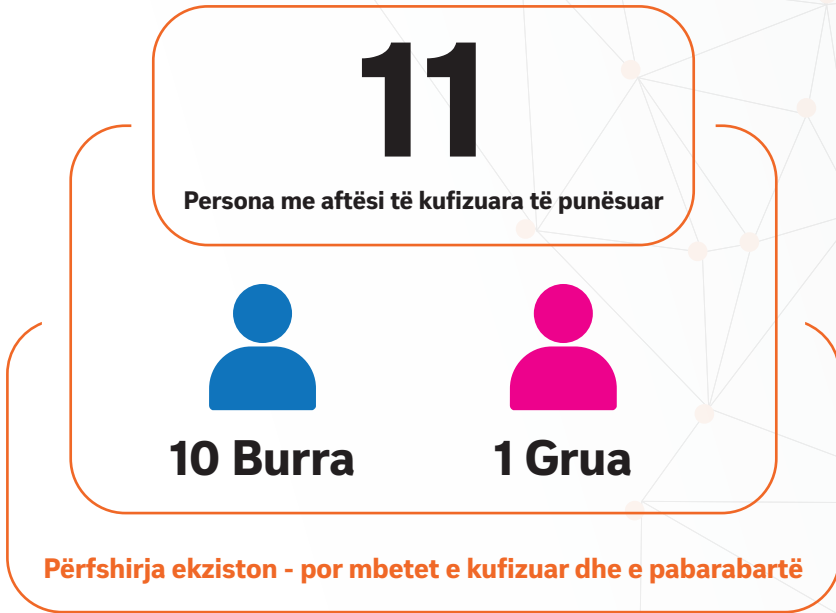 11
Persona me aftësi të kufizuara të punësuar
10 Burra
1 Grua
Përfshirja ekziston - por mbetet e kufizuar dhe e pabarabartë